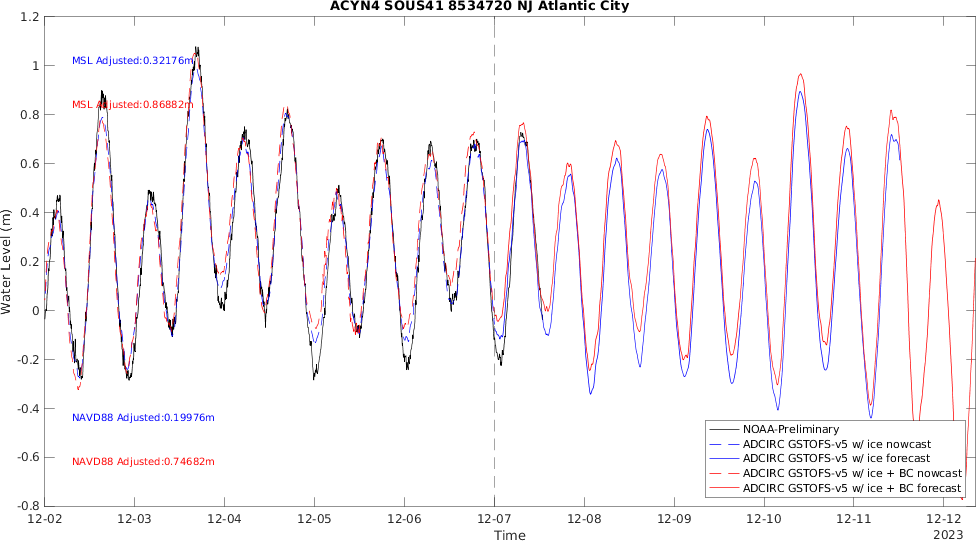 ACYN4 SOUS41 8534720 NJ Atlantic City
1.2
1
0.8
0.6
0.4
0.2
0
-0.2
-0.4
-0.6
-0.8
Water Level (m)
MSL Adjusted:0.32176m
MSL Adjusted:0.86882m
NAVD88 Adjusted:0.19976m
NAVD88 Adjusted:0.74682m
NOAA-Preliminary
ADCIRC GSTOFS-v5 w/ ice nowcast
ADCIRC GSTOFS-v5 w/ ice forecast
ADCIRC GSTOFS-v5 w/ ice + BC nowcast
ADCIRC GSTOFS-v5 w/ ice + BC forecast
12-02 12-03 12-04 12-05 12-06 12-07 12-08 12-09 12-10 12-11 12-12
2023
Time